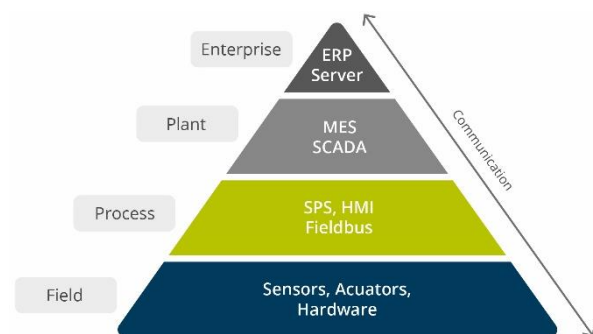 Enterprise
ERP
Server
Plant
MES
SCADA
Communication
Process
SPS, HMI
Fieldbus
Field
Sensors, Acuators,
Hardware